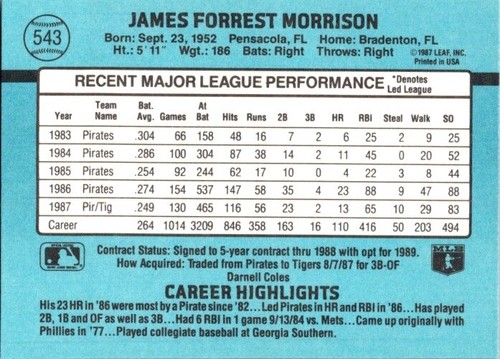 543
JAMES FORREST MORRISON
Born: Sept. 23, 1952 Pensacola, FL Home: Bradenton, FL
Ht.: 5' 11" Wgt.: 186 Bats: Right Throws: Right
©1987 LEAF, INC.
Printed in USA
RECENT MAJOR LEAGUE PERFORMANCE *Denotes Led League
Year Team Name Bat. Avg. Games At Bat Hits Runs 2B 3B HR RBI Steal Walk SO
1983 Pirates .304 66 158 48 16 7 2 6 25 2 9 25
1984 Pirates .286 100 304 87 38 14 2 11 45 0 20 52
1985 Pirates .254 92 244 62 17 10 0 4 22 3 8 44
1986 Pirates .274 154 537 147 58 35 4 23 88 9 47 88
1987 Pir/Tig .249 130 465 116 56 23 2 13 65 10 29 83
Career .264 1014 3209 846 358 163 16 110 416 50 203 494
Contract Status: Signed to 5-year contract thru 1988 with opt for 1989.
How Acquired: Traded from Pirates to Tigers 8/7/87 for 3B-OF
Darnell Coles
CAREER HIGHLIGHTS
His 23 HR in '86 were most by a Pirate since '82... Led Pirates in HR and RBI in '86... Has played
2B, 1B and OF as well as 3B... Had 6 RBI in 1 game 9/13/84 vs. Mets... Came up originally with
Phillies in '77... Played collegiate baseball at Georgia Southern.